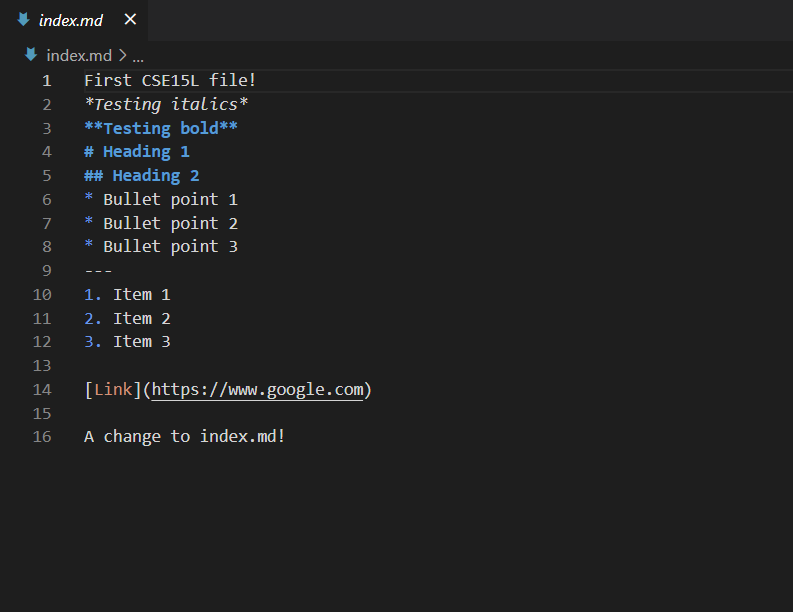 index.md
index.md > ...
1 First CSE15L file!
2 *Testing italics*
3 **Testing bold**
4 # Heading 1
5 ## Heading 2
6 * Bullet point 1
7 * Bullet point 2
8 * Bullet point 3
9 ---
10 1. Item 1
11 2. Item 2
12 3. Item 3
13
14 [Link](https://www.google.com)
15
16 A change to index.md!